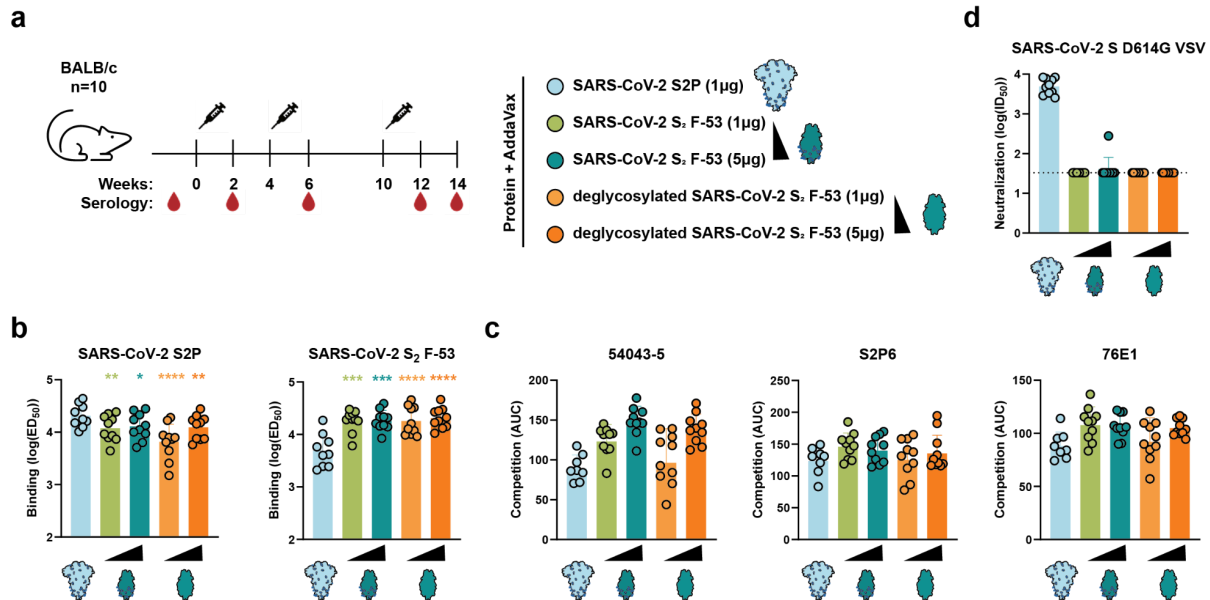 a
BALB/c
n=10
Weeks: 0 2 4 6 10 12 14
Serology:
Protein + AddaVax
SARS-CoV-2 S2P (1µg)
SARS-CoV-2 S₂ F-53 (1µg)
SARS-CoV-2 S₂ F-53 (5µg)
deglycosylated SARS-CoV-2 S₂ F-53 (1µg)
deglycosylated SARS-CoV-2 S₂ F-53 (5µg)
d
SARS-CoV-2 S D614G VSV
Neutralization (log(ID₅₀))
4
3
2
1
0
b
SARS-CoV-2 S2P
** * **** **
Binding (log(ED₅₀))
5
4
3
2
SARS-CoV-2 S₂ F-53
*** *** **** ****
Binding (log(ED₅₀))
5
4
4
2
c
54043-5
Competition (AUC)
200
150
100
50
0
S2P6
Competition (AUC)
250
200
150
100
50
0
76E1
Competition (AUC)
150
100
50
0